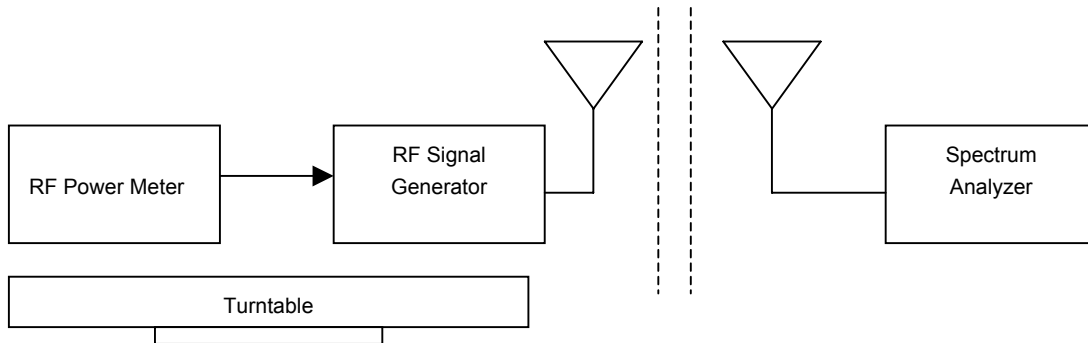 RF Power Meter
RF Signal
Generator
Spectrum
Analyzer
Turntable